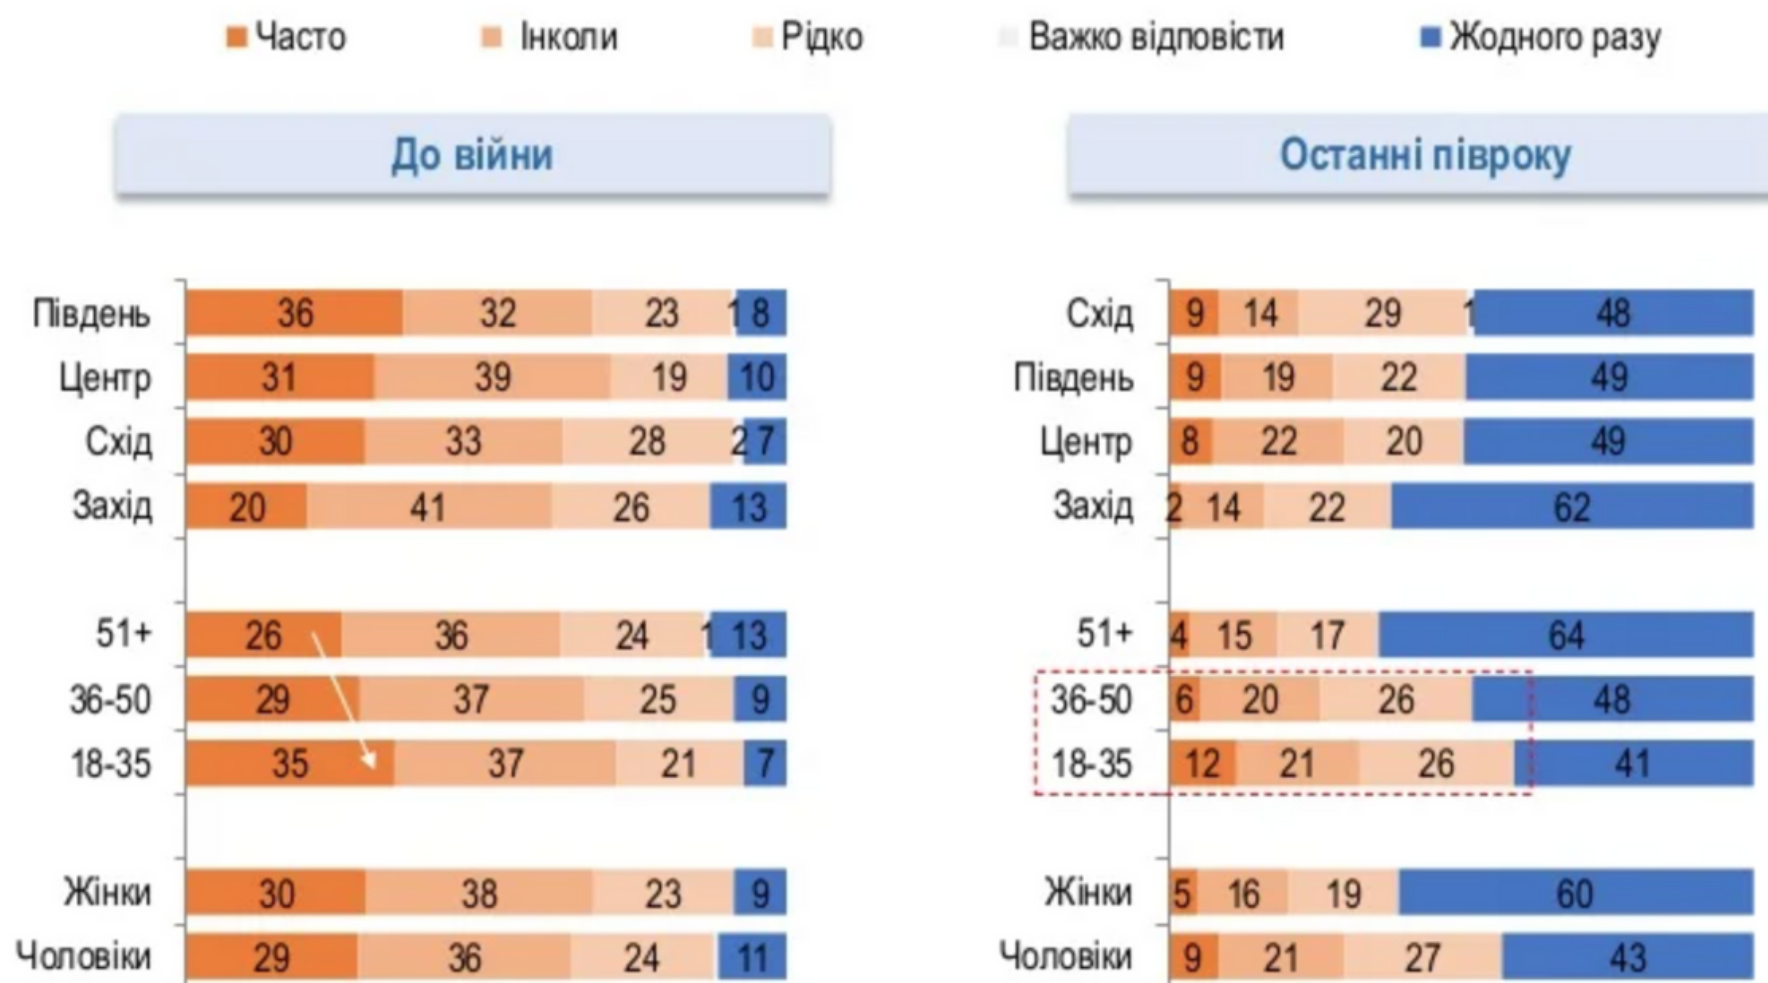 Часто Інколи Рідко Важко відповісти Жодного разу
До війни
Останні півроку
Південь 36 32 23 1 8
Центр 31 39 19 10
Схід 30 33 28 2 7
Захід 20 41 26 13
51+ 26 36 24 1 13
36-50 29 37 25 9
18-35 35 37 21 7
Жінки 30 38 23 9
Чоловіки 29 36 24 11
Схід 9 14 29 1 48
Південь 9 19 22 49
Центр 8 22 20 49
Захід 2 14 22 62
51+ 4 15 17 64
36-50 6 20 26 48
18-35 12 21 26 41
Жінки 5 16 19 60
Чоловіки 9 21 27 43